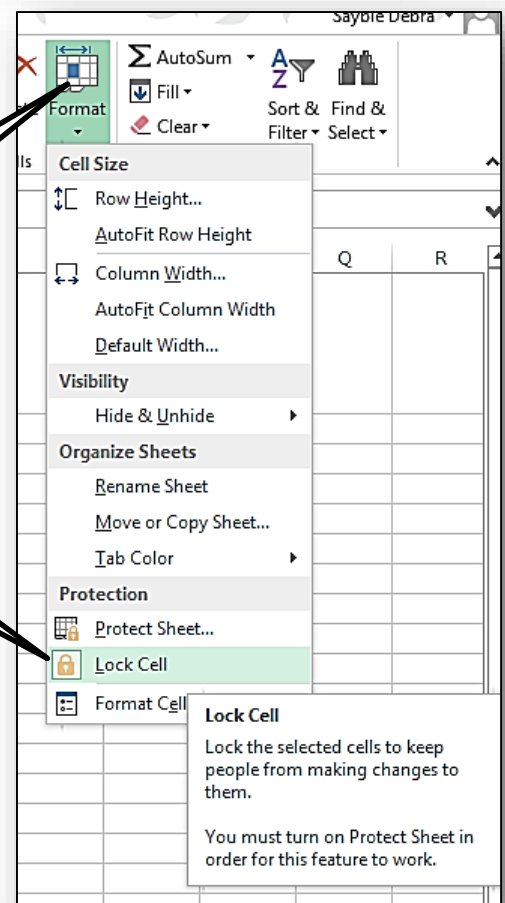 Sayble Debra
AutoSum
Fill
Clear
Format
Sort &
Filter
Find &
Select
lls
Cell Size
Row Height...
AutoFit Row Height
Column Width...
AutoFit Column Width
Default Width...
Visibility
Hide & Unhide
Organize Sheets
Rename Sheet
Move or Copy Sheet...
Tab Color
Protection
Protect Sheet...
Lock Cell
Format Cell
Q
R
Lock Cell
Lock the selected cells to keep
people from making changes to
them.
You must turn on Protect Sheet in
order for this feature to work.